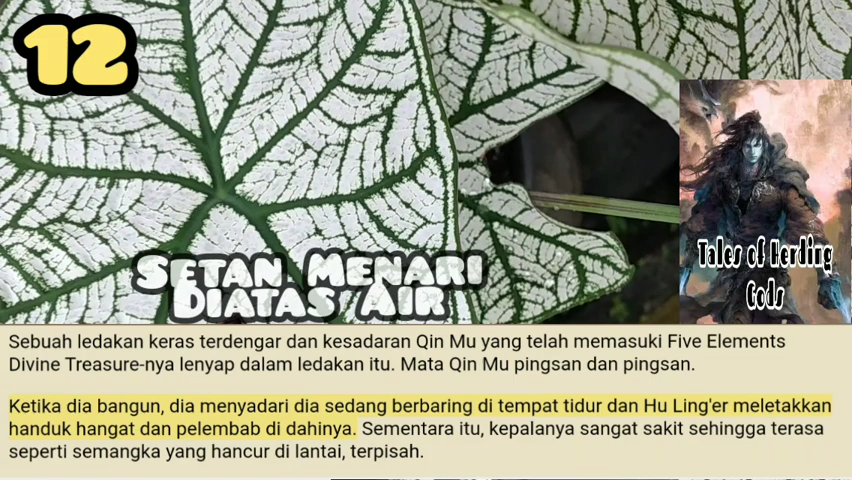 12
SETAN MENARI
DIATAS AIR
Tales of Herding
Gods
Sebuah ledakan keras terdengar dan kesadaran Qin Mu yang telah memasuki Five Elements
Divine Treasure-nya lenyap dalam ledakan itu. Mata Qin Mu pingsan dan pingsan.
Ketika dia bangun, dia menyadari dia sedang berbaring di tempat tidur dan Hu Ling'er meletakkan
handuk hangat dan pelembab di dahinya. Sementara itu, kepalanya sangat sakit sehingga terasa
seperti semangka yang hancur di lantai, terpisah.